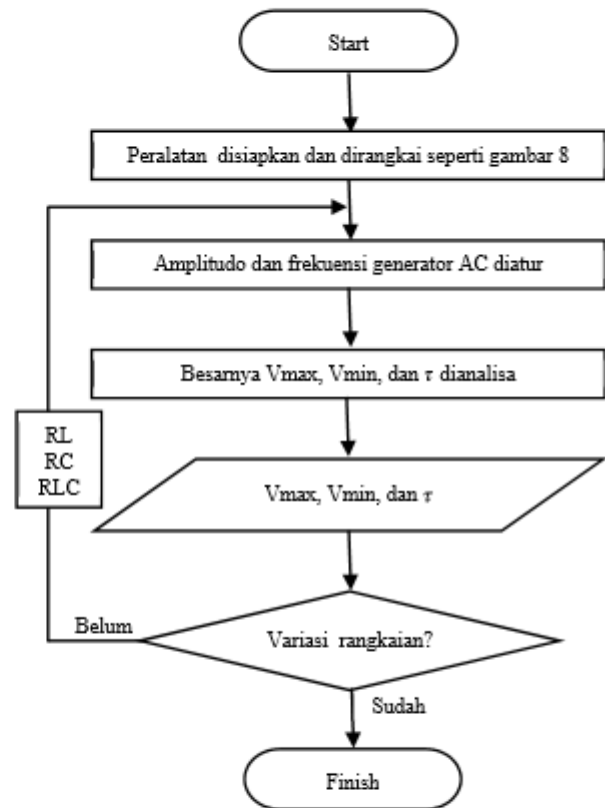 Start
Peralatan disiapkan dan dirangkai seperti gambar 8
Amplitudo dan frekuensi generator AC diatur
Besarnya Vmax, Vmin, dan τ dianalisa
RL
RC
RLC
Vmax, Vmin, dan τ
Belum
Variasi rangkaian?
Sudah
Finish